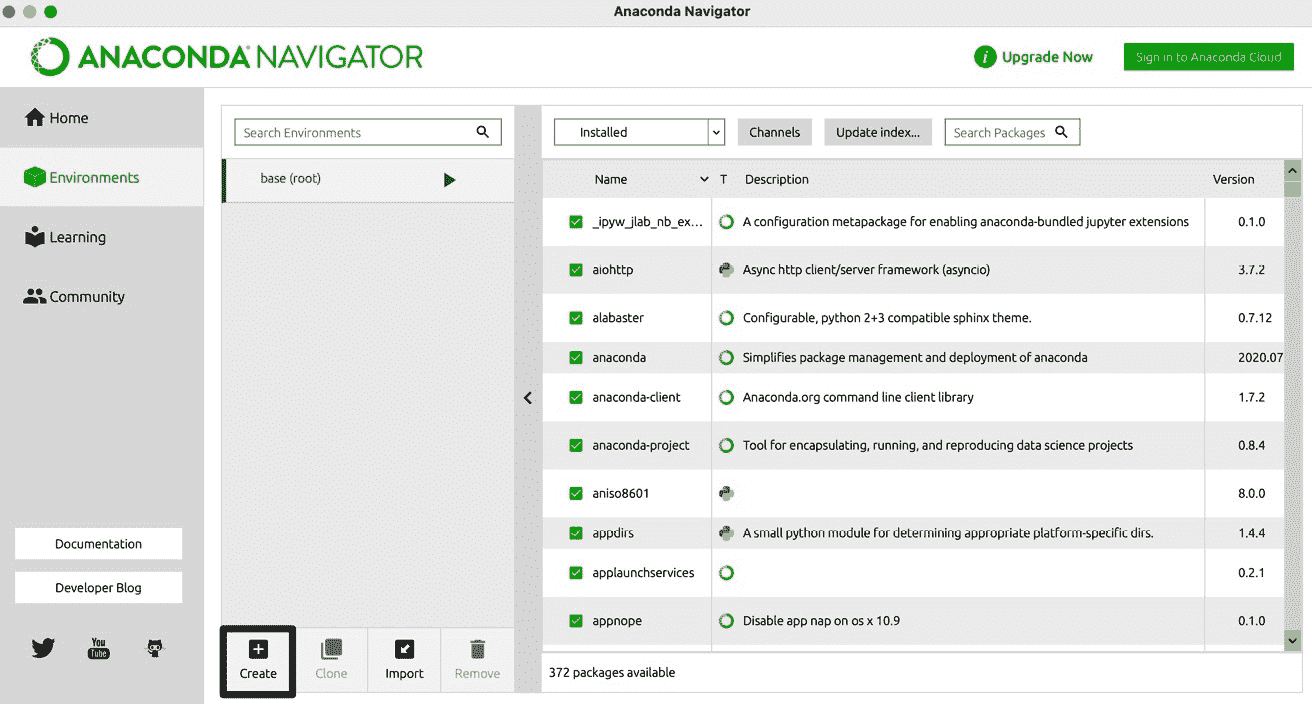 Anaconda Navigator
ANACONDA NAVIGATOR
Upgrade Now
Sign in to Anaconda Cloud
Home
Environments
Learning
Community
Documentation
Developer Blog
You Tube
Search Environments
base (root)
Create Clone Import Remove
Installed Channels Update index... Search Packages
Name T Description Version
_ipyw_jlab_nb_ex... A configuration metapackage for enabling anaconda-bundled jupyter extensions 0.1.0
aiohttp Async http client/server framework (asyncio) 3.7.2
alabaster Configurable, python 2+3 compatible sphinx theme. 0.7.12
anaconda Simplifies package management and deployment of anaconda 2020.07
anaconda-client Anaconda.org command line client library 1.7.2
anaconda-project Tool for encapsulating, running, and reproducing data science projects 0.8.4
aniso8601 8.0.0
appdirs A small python module for determining appropriate platform-specific dirs. 1.4.4
applaunchservices 0.2.1
appnope Disable app nap on os x 10.9 0.1.0
372 packages available